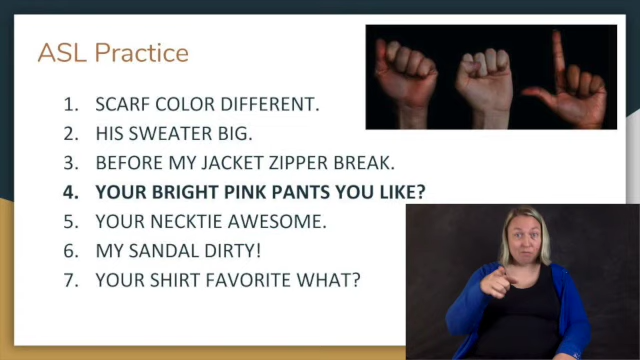 ASL Practice
1. SCARF COLOR DIFFERENT.
2. HIS SWEATER BIG.
3. BEFORE MY JACKET ZIPPER BREAK.
4. YOUR BRIGHT PINK PANTS YOU LIKE?
5. YOUR NECKTIE AWESOME.
6. MY SANDAL DIRTY!
7. YOUR SHIRT FAVORITE WHAT?